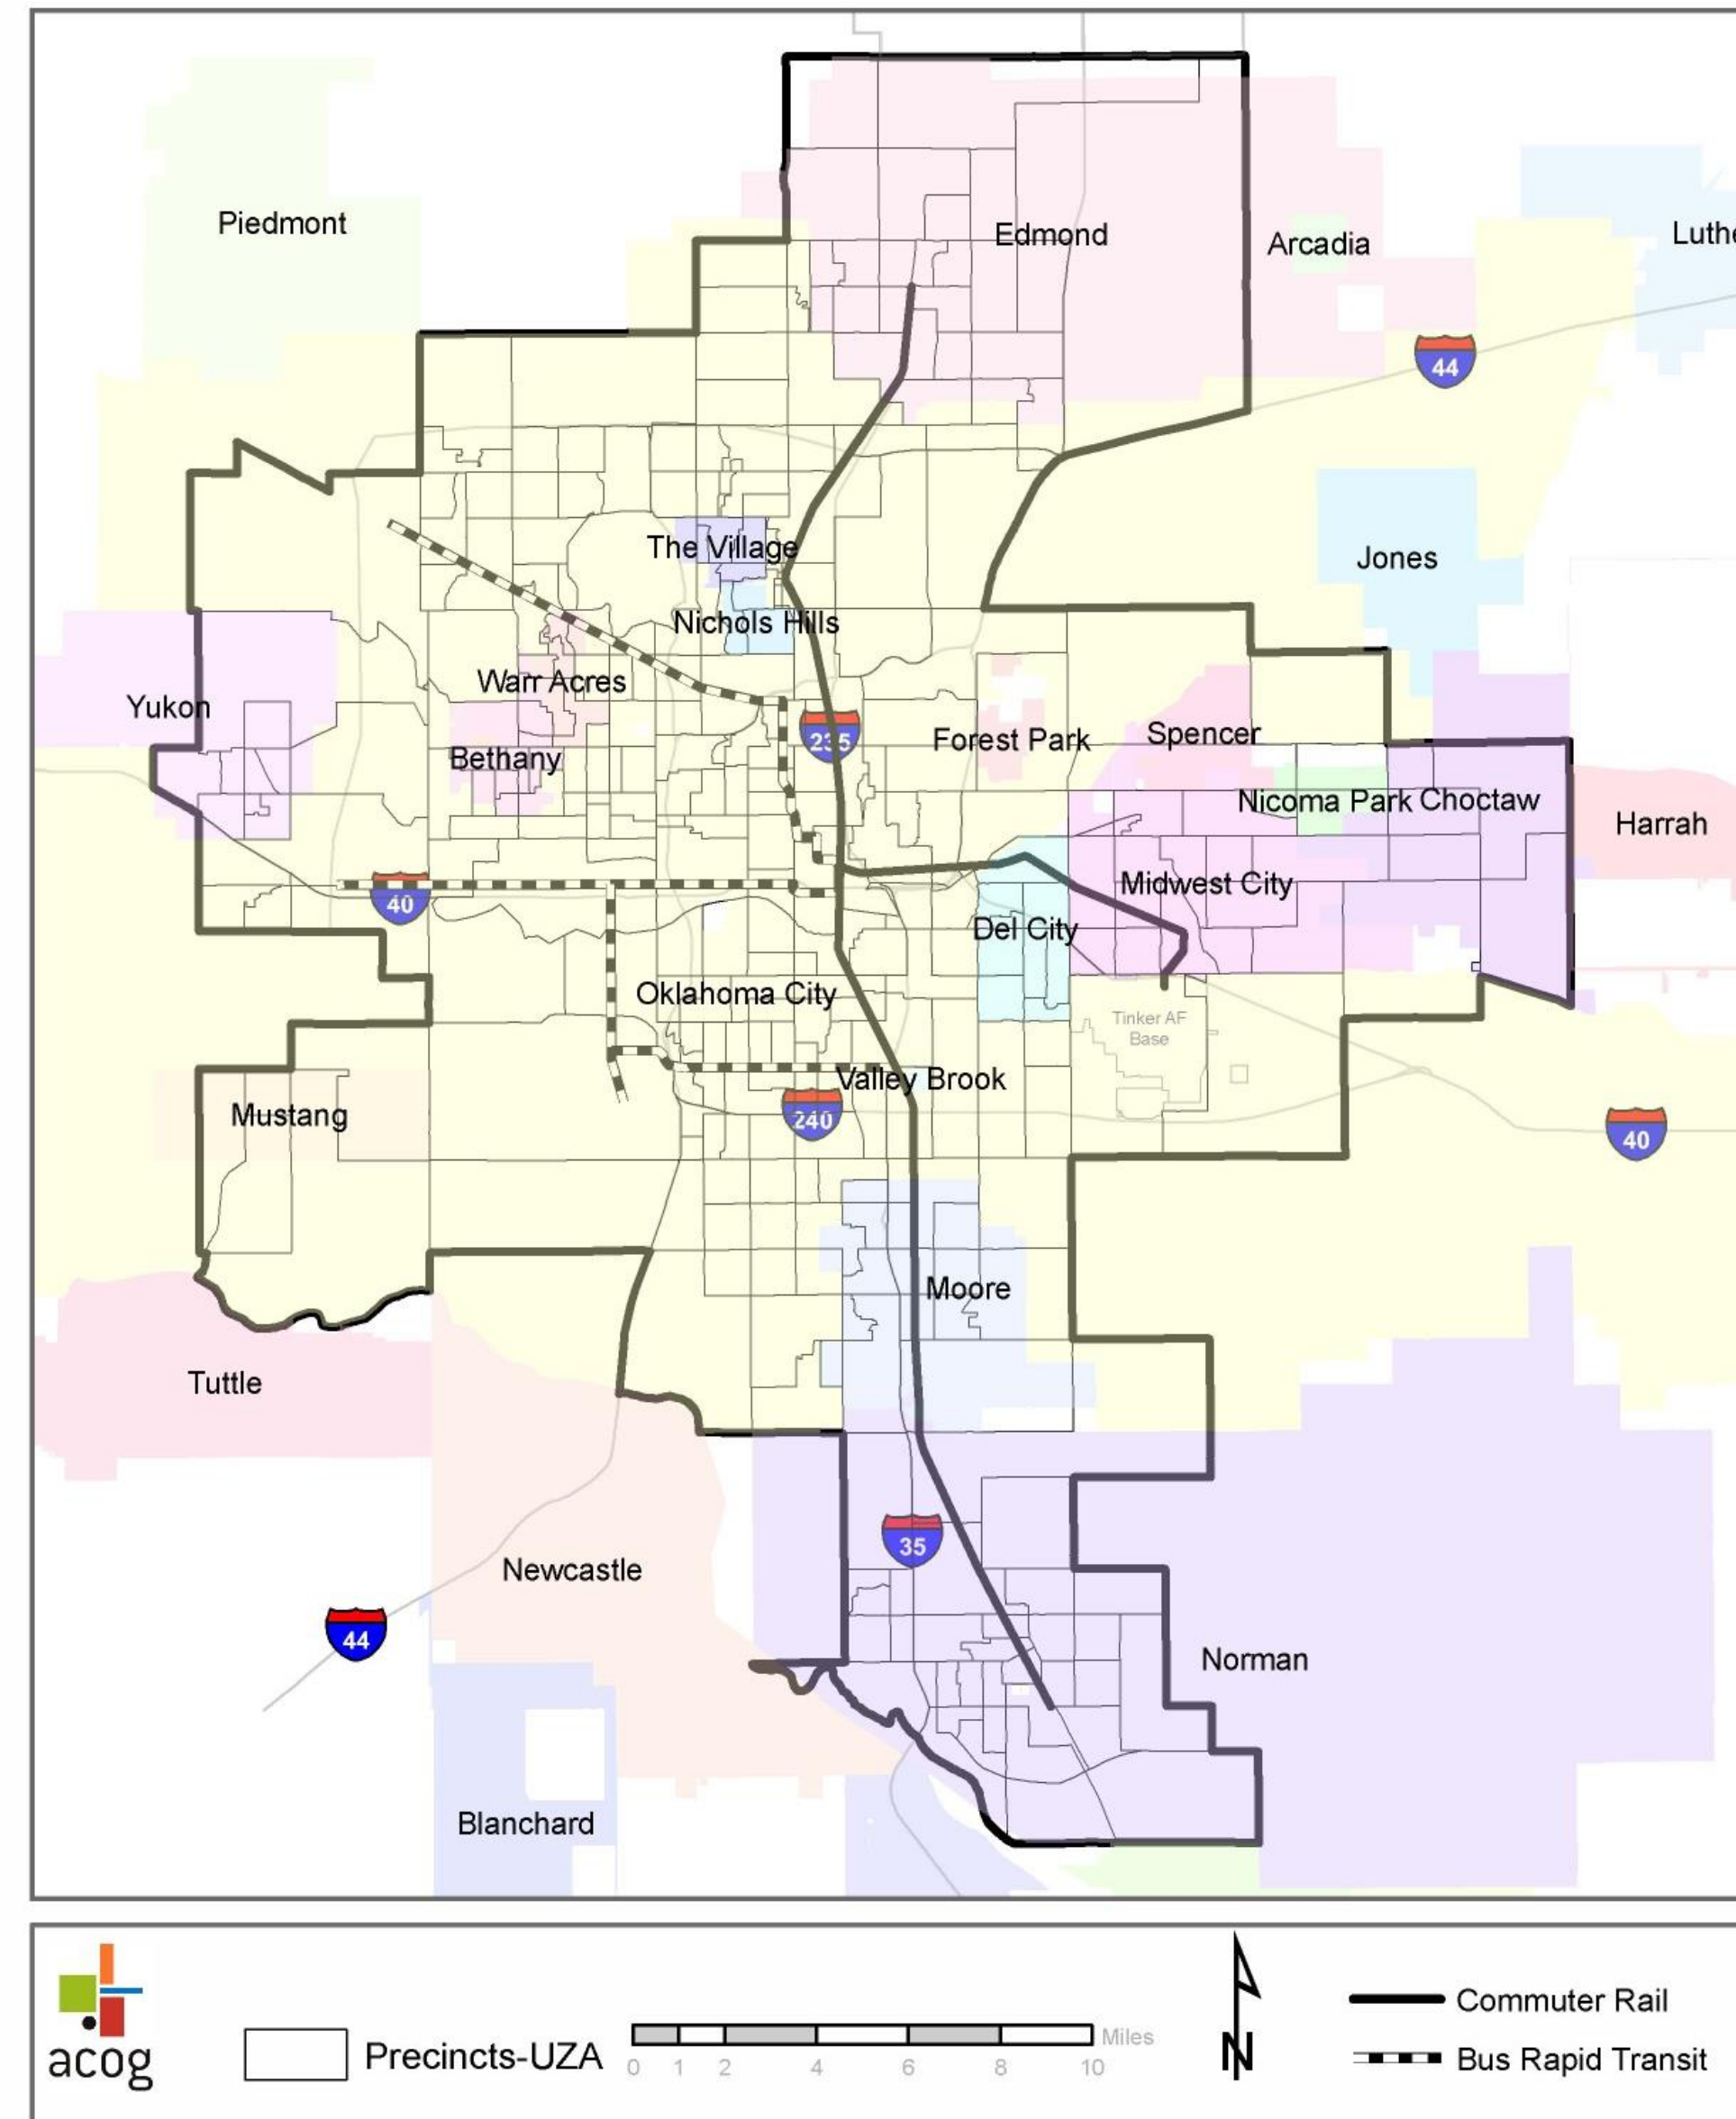 Piedmont
Edmond
Arcadia
Luthe
44
The Village
Jones
Nichols Hills
Warr Acres
Yukon
235
Forest Park
Spencer
Bethany
Nicoma Park
Choctaw
Harrah
40
Midwest City
Del City
Oklahoma City
Tinker AF
Base
Valley Brook
Mustang
240
40
Moore
Tuttle
35
Newcastle
44
Norman
Blanchard
acog
Precincts-UZA
Miles
0 1 2 4 6 8 10
N
Commuter Rail
Bus Rapid Transit